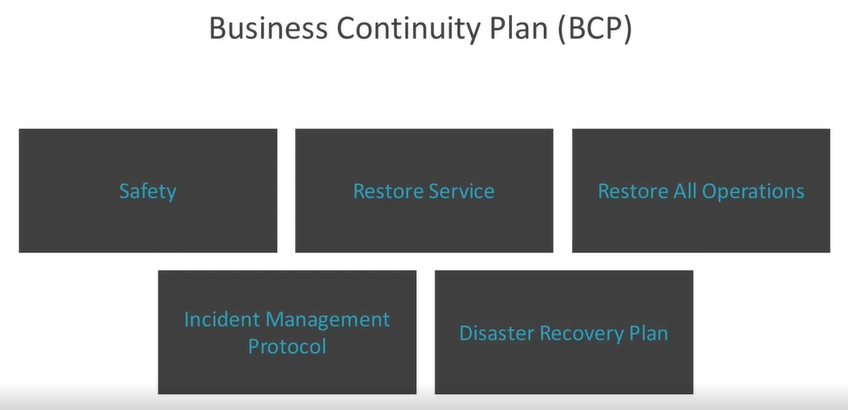 Business Continuity Plan (BCP)
Safety
Restore Service
Restore All Operations
Incident Management
Protocol
Disaster Recovery Plan